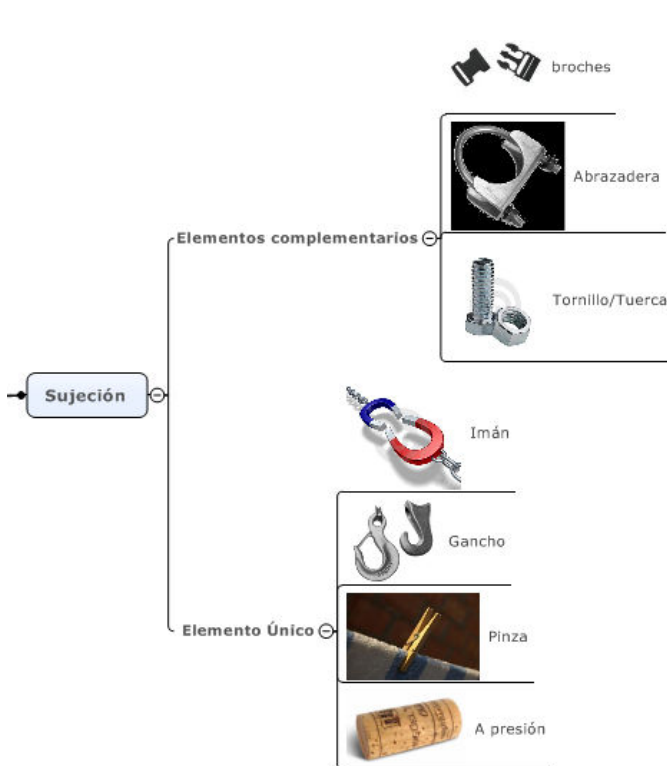 broches
Abrazadera
Elementos complementarios
Tornillo/Tuerca
Sujeción
Imán
Gancho
Elemento Único
Pinza
A presión